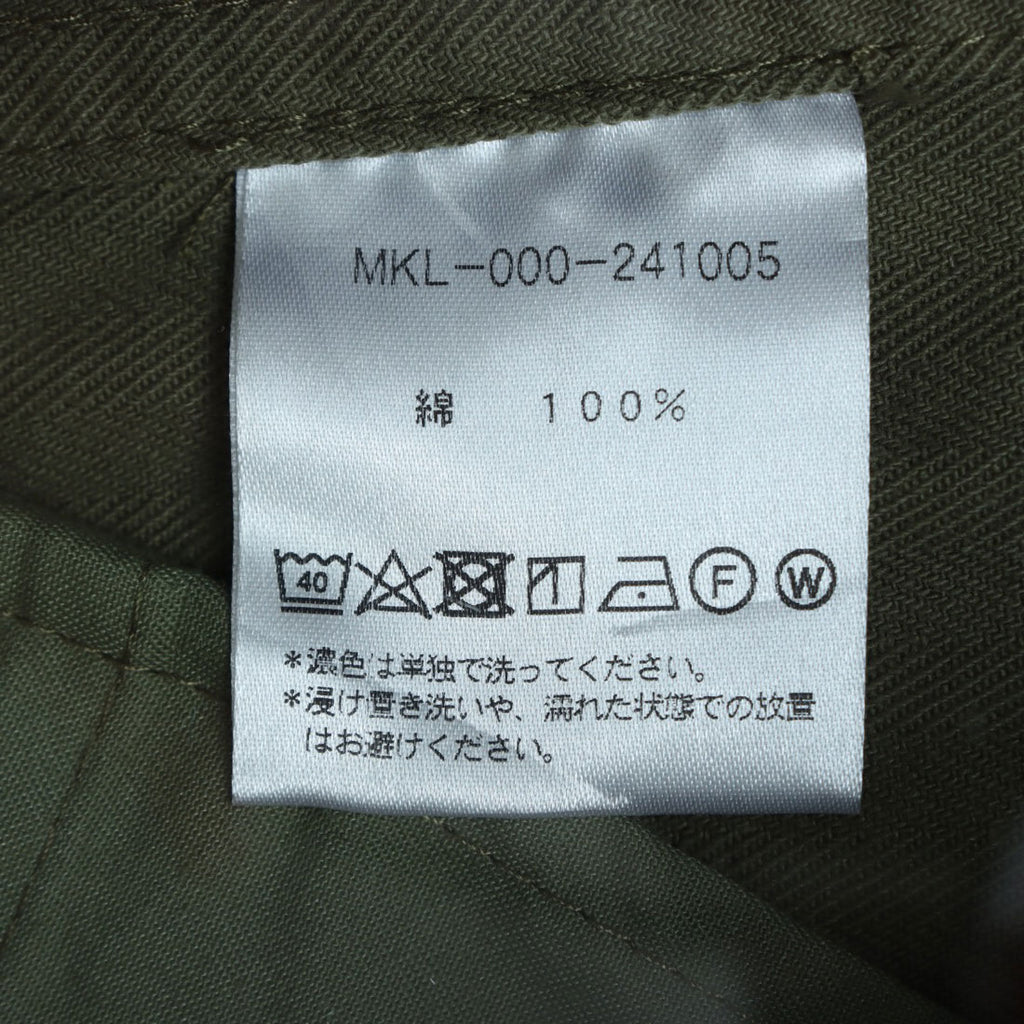 MKL-000-241005
綿 100%
40 F W
*濃色は単独で洗ってください。
*浸け置き洗いや、濡れた状態での放置
はお避けください。